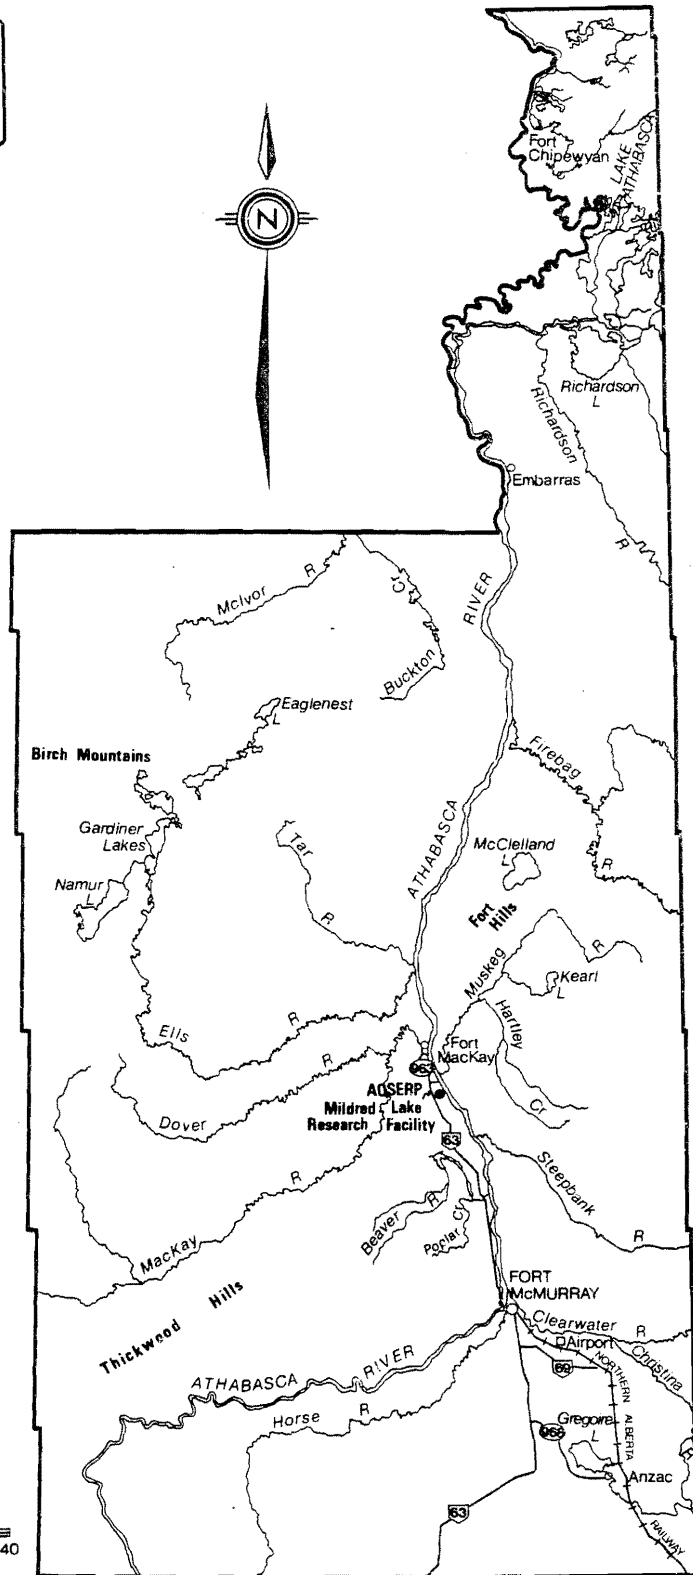 Fort
Chipewyan
LAKE
ATHABASCA
N
Richardson
L
Richardson
R
Embarras
McIvor R
Cr
Buckton
RIVER
Eaglenest
L
Birch Mountains
Firebag
R
Gardiner
Lakes
Tar
R
ATHABASCA
McClelland
L
Namur
L
Fort
Hills
Muskeg
R
Kearl
L
Hartley
Cr
Ells
R
Fort
MacKay
963
AOSERP
Mildred Lake
Research Facility
Dover
R
63
Steepbank
R
MacKay
R
Beaver
R
Poplar
Cr
Thickwood Hills
FORT
McMURRAY
Clearwater
R
Airport
Christina
69
NORTHERN
ALBERTA
RAILWAY
ATHABASCA
RIVER
Horse
R
Gregoire
L
966
Anzac
R
63
40